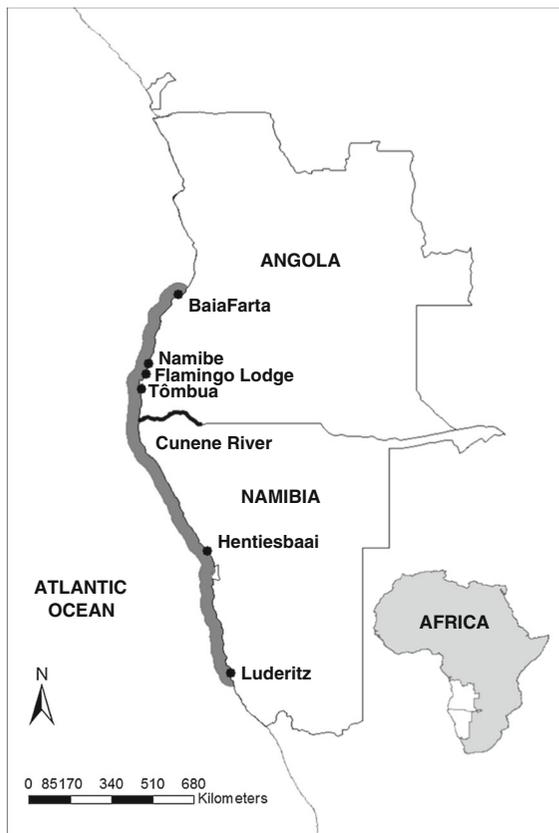 ANGOLA
BaiaFarta
Namibe
Flamingo Lodge
Tômbua
Cunene River
NAMIBIA
Hentiesbaai
ATLANTIC
OCEAN
AFRICA
Luderitz
N
0 85170 340 510 680
Kilometers